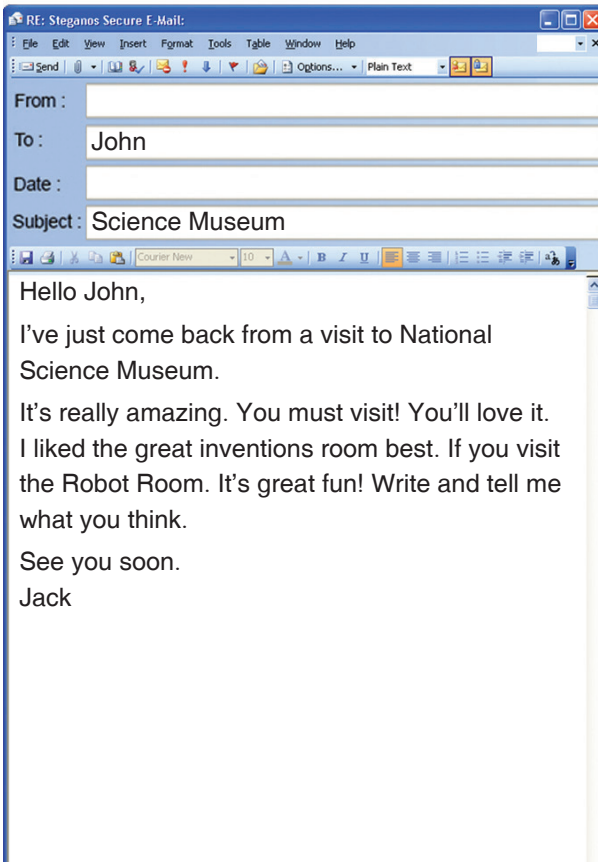 RE: Steganos Secure E-Mail:
File Edit View Insert Format Tools Table Window Help
Send Options... Plain Text
From :
To : John
Date :
Subject : Science Museum
Courier New 10 A B I U
Hello John,
I've just come back from a visit to National
Science Museum.
It's really amazing. You must visit! You'll love it.
I liked the great inventions room best. If you visit
the Robot Room. It's great fun! Write and tell me
what you think.
See you soon.
Jack